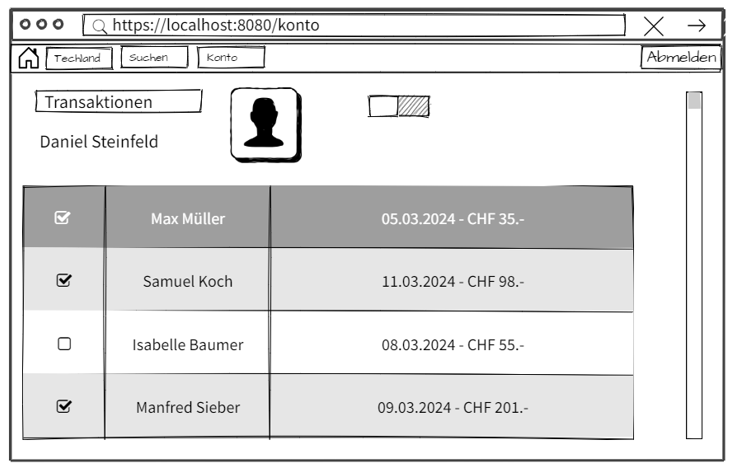 https://localhost:8080/konto
Techland Suchen Konto Abmelden
Transaktionen
Daniel Steinfeld
Max Müller 05.03.2024 - CHF 35.-
Samuel Koch 11.03.2024 - CHF 98.-
Isabelle Baumer 08.03.2024 - CHF 55.-
Manfred Sieber 09.03.2024 - CHF 201.-